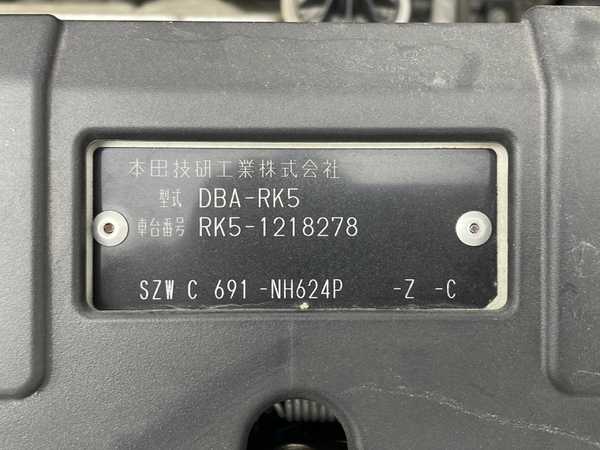 本田技研工業株式会社
型式 DBA-RK5
車台番号 RK5-1218278
SZW C 691 -NH624P -Z -C